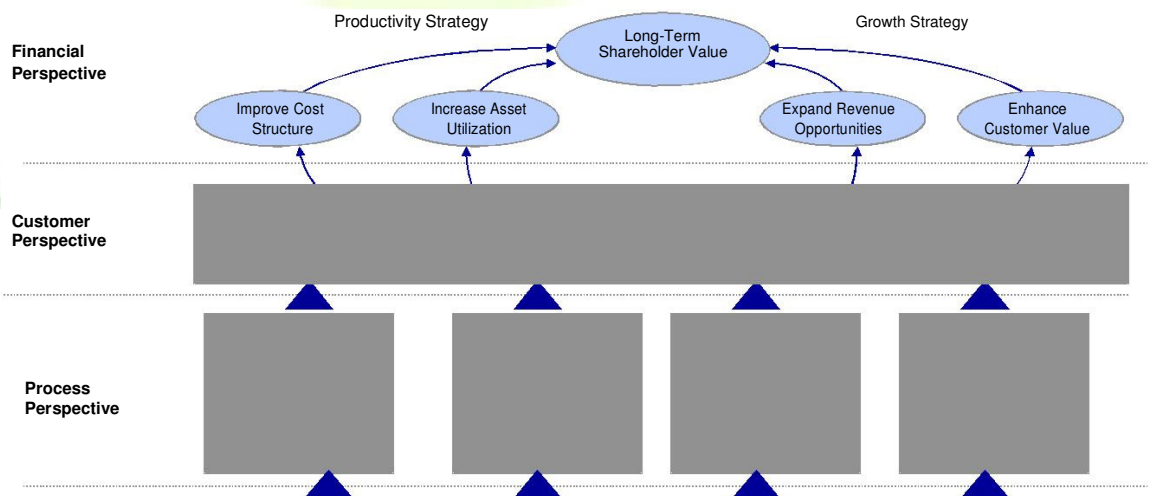 Productivity Strategy
Growth Strategy
Financial
Perspective
Long-Term
Shareholder Value
Improve Cost
Structure
Increase Asset
Utilization
Expand Revenue
Opportunities
Enhance
Customer Value
Customer
Perspective
Process
Perspective